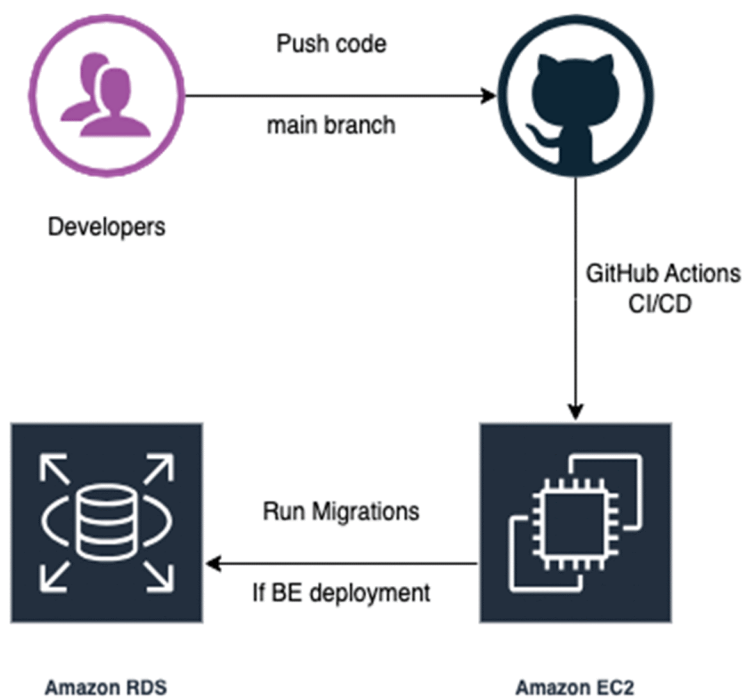 Push code
main branch
Developers
GitHub Actions
CI/CD
Run Migrations
If BE deployment
Amazon RDS
Amazon EC2